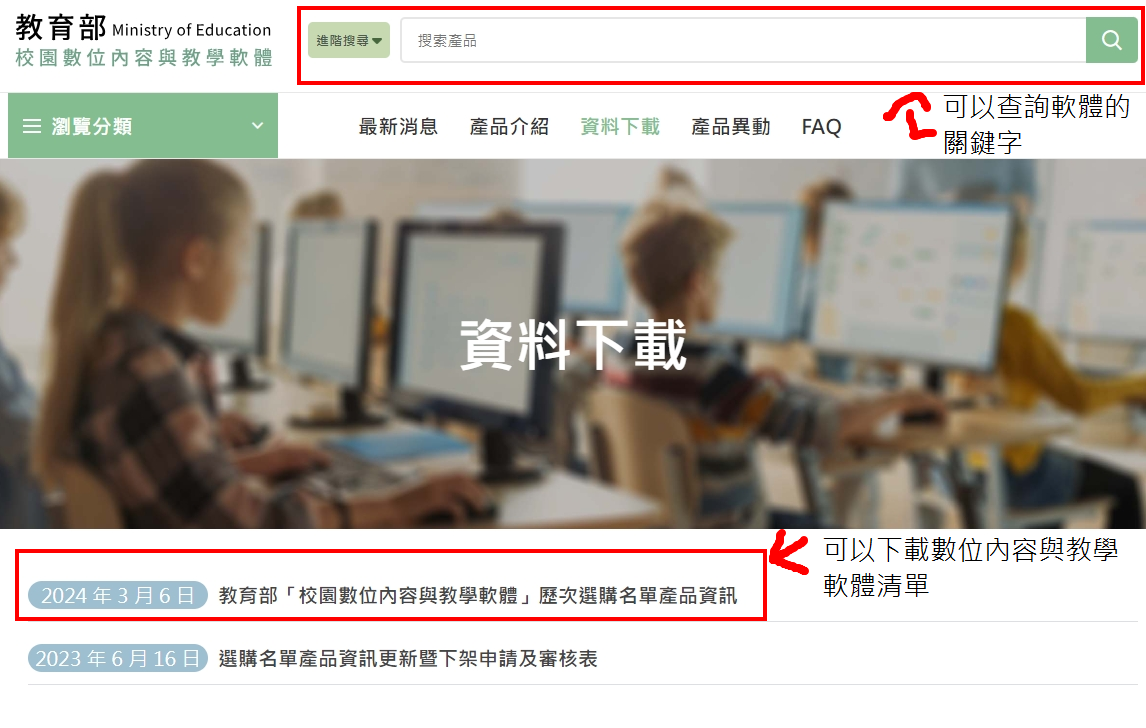 教育部 Ministry of Education
校園數位內容與教學軟體
進階搜尋
搜索產品
瀏覽分類
最新消息 產品介紹 資料下載 產品異動 FAQ
可以查詢軟體的
關鍵字
資料下載
可以下載數位內容與教學
軟體清單
2024 年 3 月 6 日 教育部「校園數位內容與教學軟體」歷次選購名單產品資訊
2023 年 6 月 16 日 選購名單產品資訊更新暨下架申請及審核表